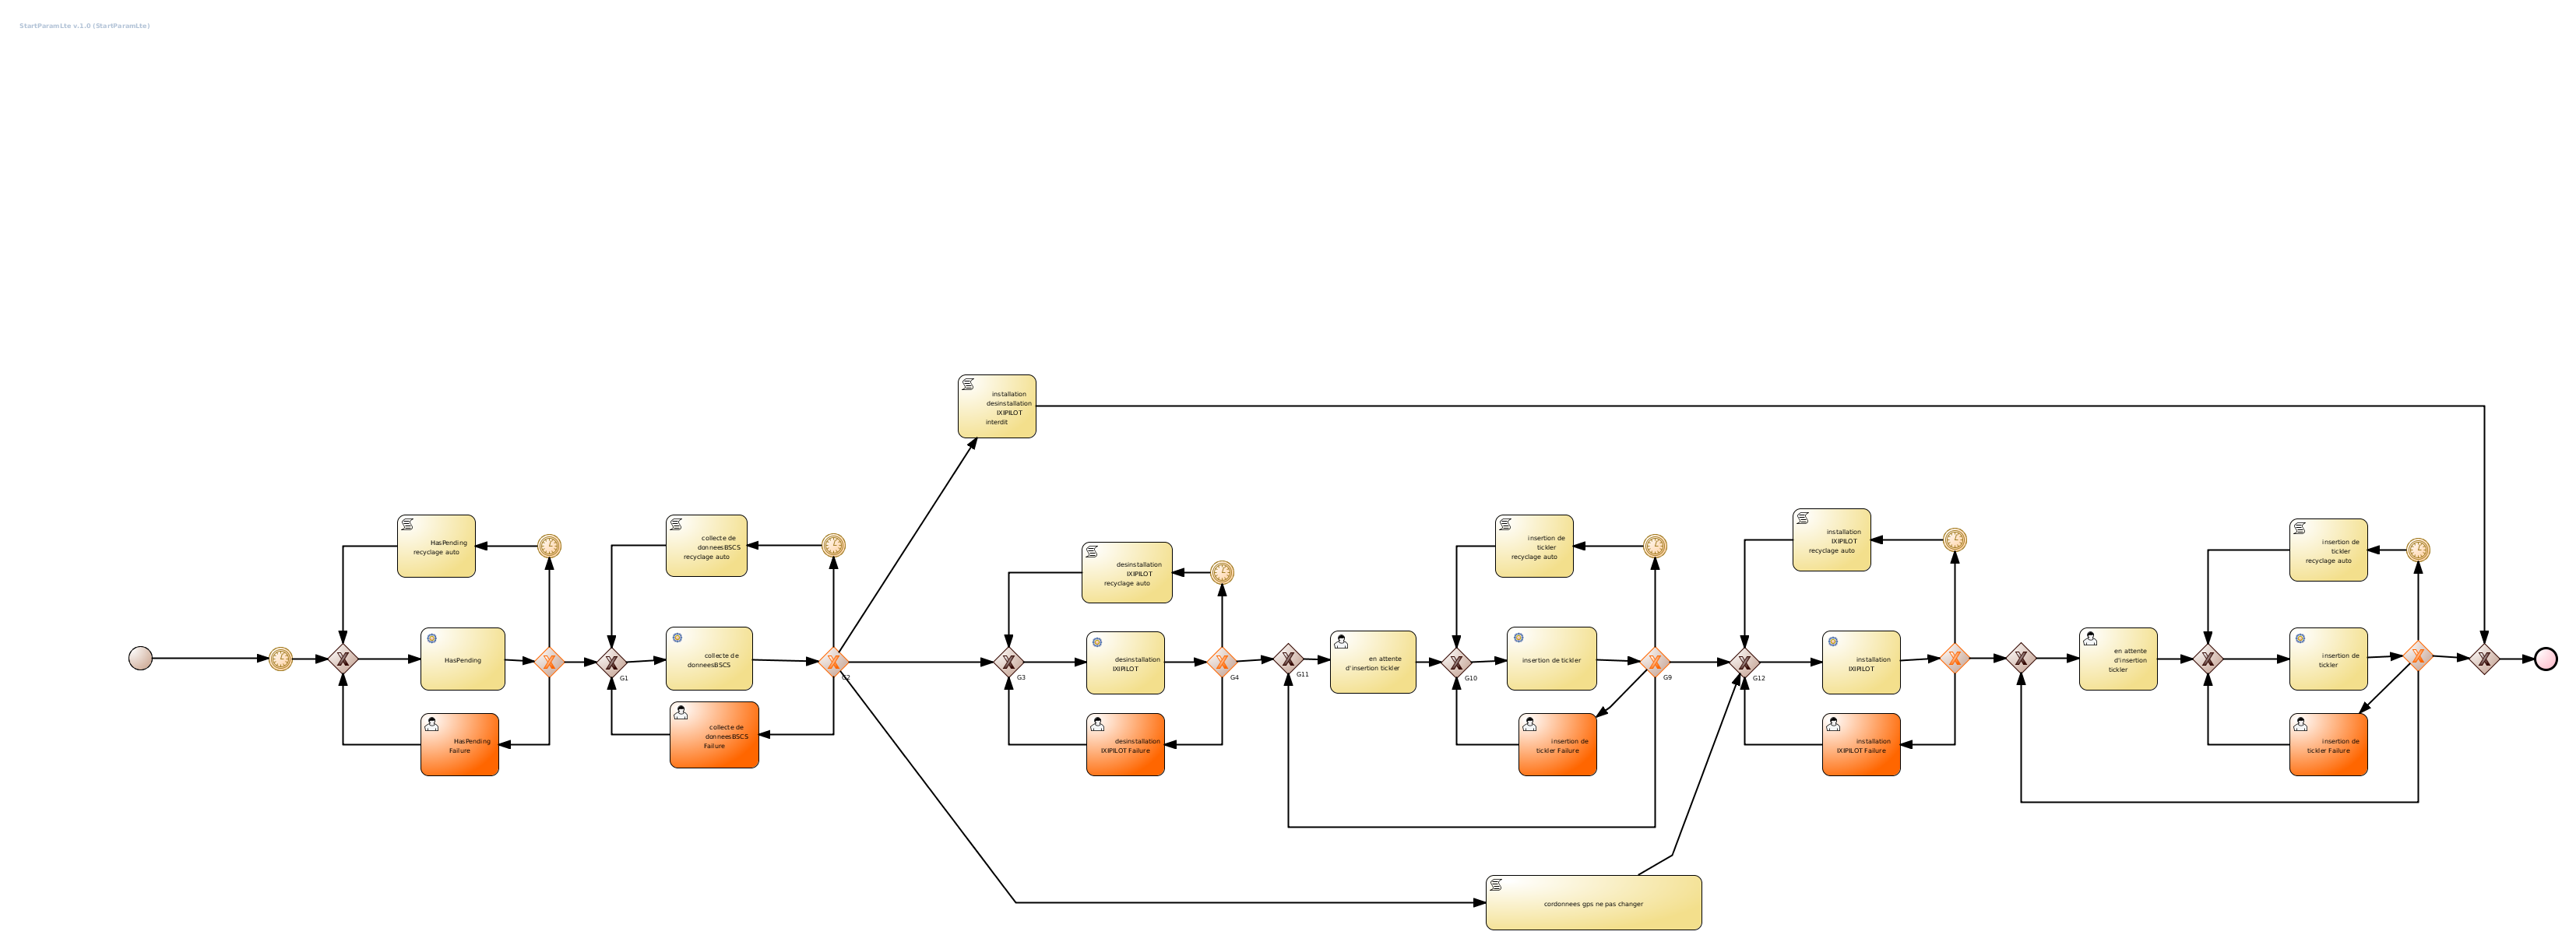 StartParamLte v.1.0 (StartParamLte)
installation
desinstallation
IXIPILOT
interdit
HasPending
recyclage auto
collecte de
donneesBSCS
recyclage auto
desinstallation
IXIPILOT
recyclage auto
insertion de
tickler
recyclage auto
installation
IXIPILOT
recyclage auto
insertion de
tickler
recyclage auto
HasPending
G1
collecte de
donneesBSCS
G2
G3
desinstallation
IXIPILOT
G4
G11
en attente
d'insertion tickler
G10
insertion de tickler
G9
G12
installation
IXIPILOT
en attente
d'insertion
tickler
insertion de
tickler
HasPending
Failure
collecte de
donneesBSCS
Failure
desinstallation
IXIPILOT Failure
insertion de
tickler Failure
installation
IXIPILOT Failure
insertion de
tickler Failure
cordonnees gps ne pas changer